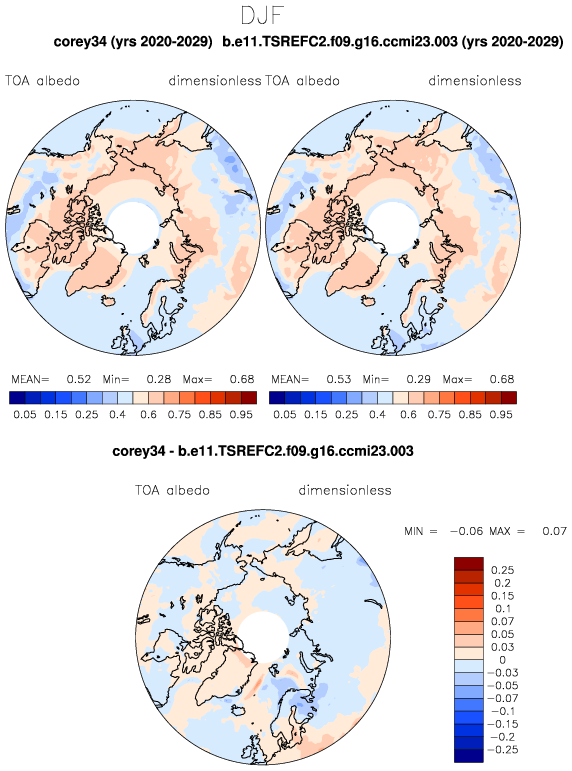 DJF
corey34 (yrs 2020-2029) b.e11.TSREFC2.f09.g16.ccmi23.003 (yrs 2020-2029)
TOA albedo dimensionless TOA albedo dimensionless
MEAN= 0.52 Min= 0.28 Max= 0.68 MEAN= 0.53 Min= 0.29 Max= 0.68
0.05 0.15 0.25 0.4 0.6 0.75 0.85 0.95 0.05 0.15 0.25 0.4 0.6 0.75 0.85 0.95
corey34 - b.e11.TSREFC2.f09.g16.ccmi23.003
TOA albedo dimensionless
MIN = -0.06 MAX = 0.07
0.25
0.2
0.15
0.1
0.07
0.05
0.03
0
-0.03
-0.05
-0.07
-0.1
-0.15
-0.2
-0.25